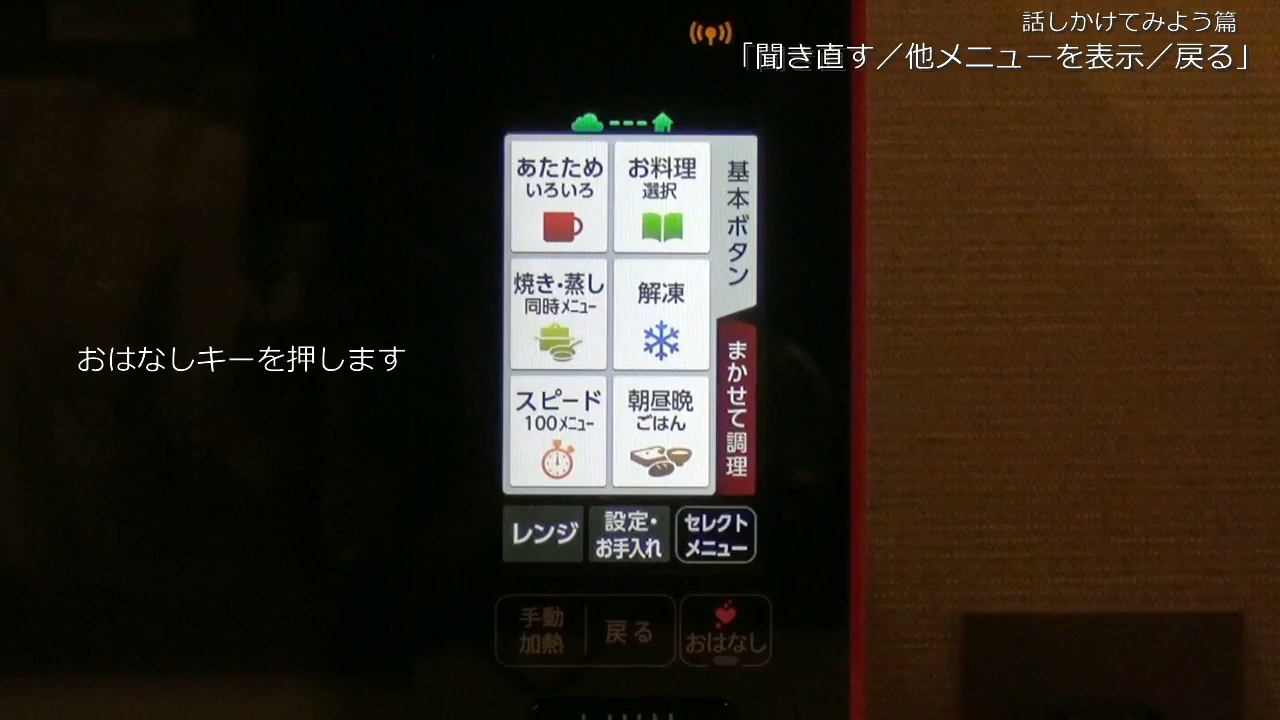 話しかけてみよう篇
「聞き直す／他メニューを表示／戻る」
あたため
いろいろ
お料理
選択
焼き・蒸し
同時メニュー
解凍
スピード
100メニュー
朝昼晩
ごはん
基本ボタン
まかせて調理
おはなしキーを押します
レンジ
設定・
お手入れ
セレクト
メニュー
手動
加熱
戻る
おはなし